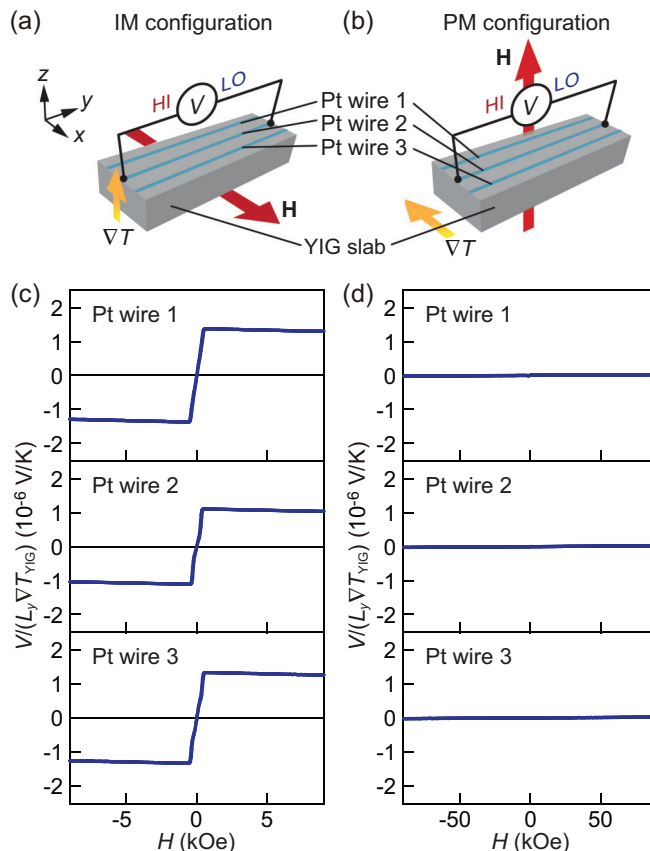 (a) IM configuration
(b) PM configuration
z
y
x
HI V LO
H
∇T
Pt wire 1
Pt wire 2
Pt wire 3
YIG slab
H
HI V LO
∇T
(c)
Pt wire 1
2
1
0
-1
-2
Pt wire 2
2
1
0
-1
-2
Pt wire 3
2
1
0
-1
-2
V/(L_y ∇T_YIG) (10^-6 V/K)
-5 0 5
H (kOe)
(d)
Pt wire 1
2
1
0
-1
-2
Pt wire 2
2
1
0
-1
-2
Pt wire 3
2
1
0
-1
-2
V/(L_y ∇T_YIG) (10^-6 V/K)
-50 0 50
H (kOe)